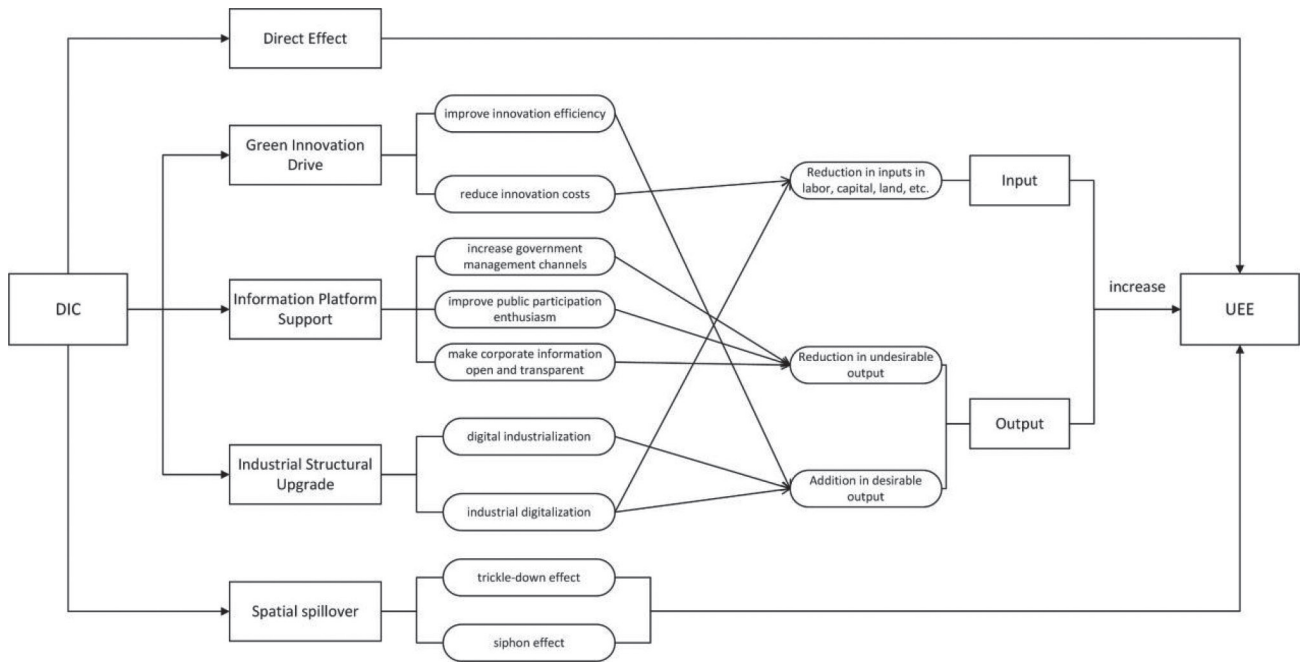 Direct Effect
improve innovation efficiency
Green Innovation
Drive
reduce innovation costs
Reduction in inputs in
labor, capital, land, etc.
Input
increase government
management channels
DIC
Information Platform
Support
improve public participation
enthusiasm
increase
UEE
make corporate information
open and transparent
Reduction in undesirable
output
Output
digital industrialization
Industrial Structural
Upgrade
Addition in desirable
output
industrial digitalization
trickle-down effect
Spatial spillover
siphon effect